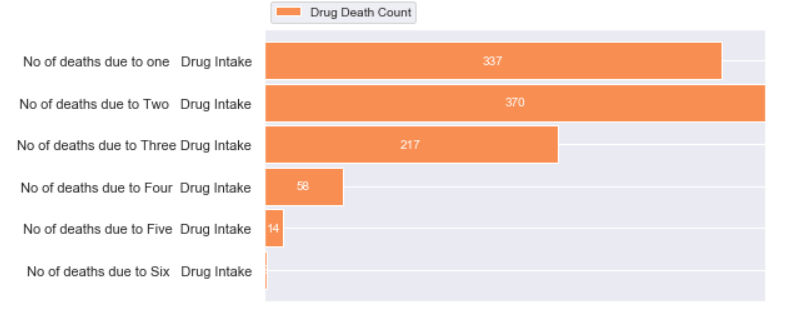 Drug Death Count
No of deaths due to one Drug Intake
337
No of deaths due to Two Drug Intake
370
No of deaths due to Three Drug Intake
217
No of deaths due to Four Drug Intake
58
No of deaths due to Five Drug Intake
14
No of deaths due to Six Drug Intake